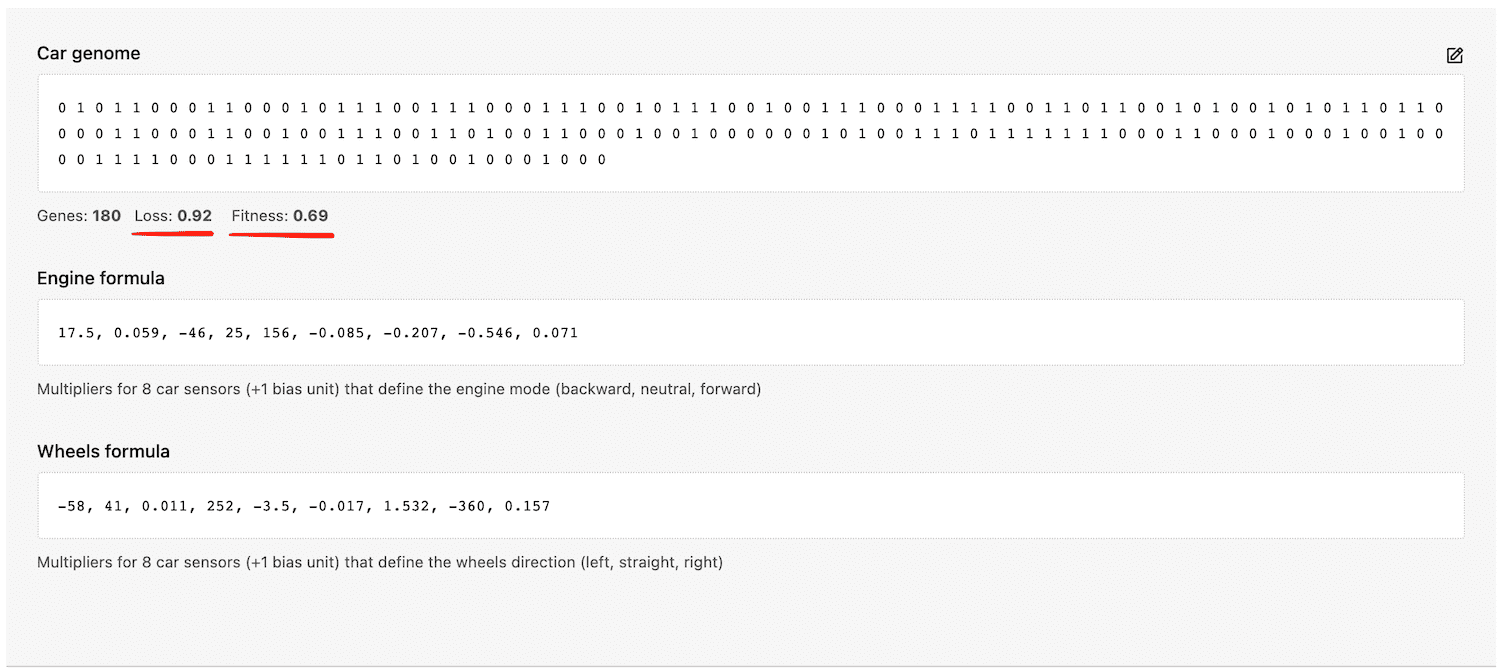 Car genome
0 1 0 1 1 0 0 0 1 1 0 0 0 1 0 1 1 1 0 0 1 1 1 0 0 0 1 1 1 0 0 1 0 1 1 1 0 0 1 0 0 1 1 1 0 0 0 1 1 1 1 0 0 1 1 0 1 1 0 0 1 0 1 0 0 1 0 1 0 1 1 0 1 1 0
0 0 0 1 1 0 0 0 1 1 0 0 1 0 0 1 1 1 0 0 1 1 0 1 0 0 1 1 0 0 0 1 0 0 1 0 0 0 0 0 0 1 0 1 0 0 1 1 1 0 1 1 1 1 1 1 1 0 0 0 1 1 0 0 0 1 0 0 0 1 0 0 1 0 0
0 0 1 1 1 1 0 0 0 1 1 1 1 1 1 0 1 1 0 1 0 0 1 0 0 0 1 0 0 0
Genes: 180 Loss: 0.92 Fitness: 0.69
Engine formula
17.5, 0.059, -46, 25, 156, -0.085, -0.207, -0.546, 0.071
Multipliers for 8 car sensors (+1 bias unit) that define the engine mode (backward, neutral, forward)
Wheels formula
-58, 41, 0.011, 252, -3.5, -0.017, 1.532, -360, 0.157
Multipliers for 8 car sensors (+1 bias unit) that define the wheels direction (left, straight, right)